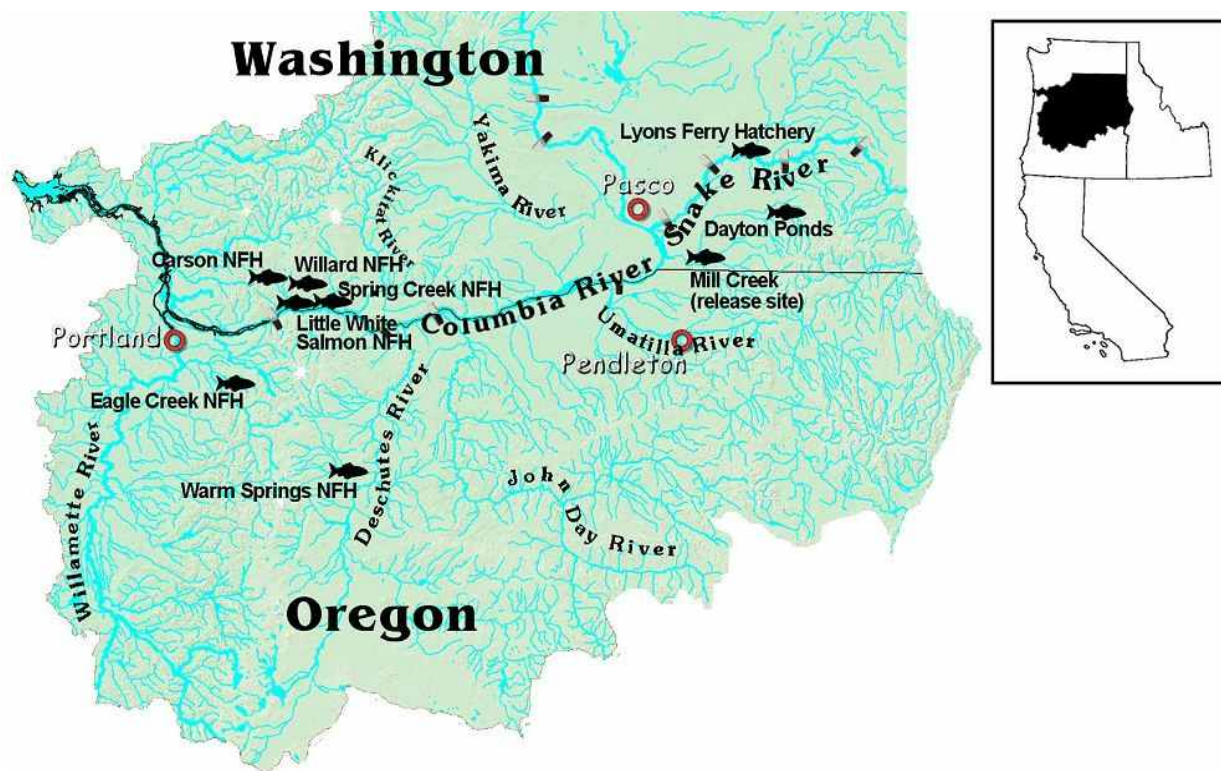 Washington
Lyons Ferry Hatchery
Yakima River
Klickitat River
Pasco
Snake River
Dayton Ponds
Carson NFH
Willard NFH
Spring Creek NFH
Columbia River
Mill Creek
(release site)
Little White
Salmon NFH
Portland
Umatilla River
Pendleton
Eagle Creek NFH
Deschutes River
Warm Springs NFH
John Day River
Willamette River
Oregon